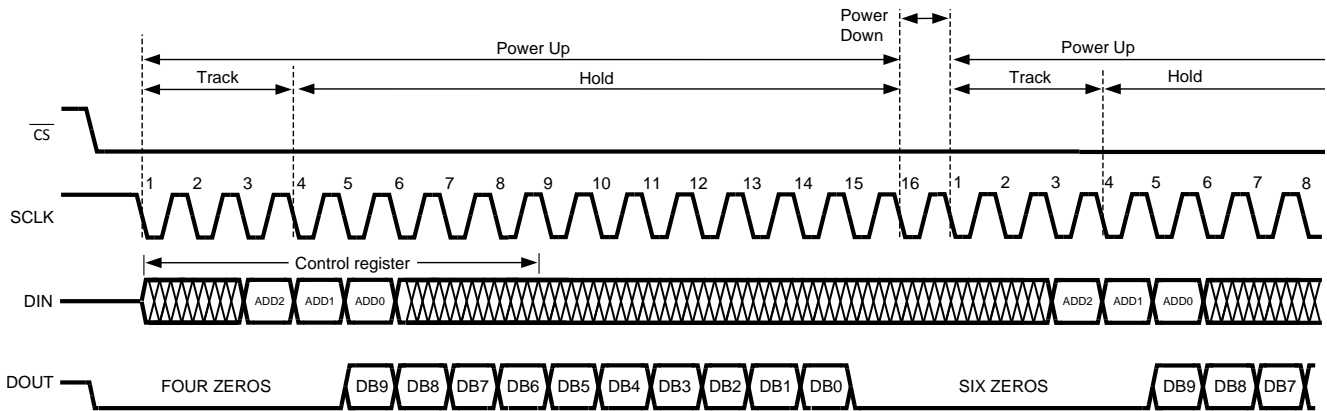 Power Down
Power Up
Power Up
Track
Hold
Track
Hold
CS
SCLK
1 2 3 4 5 6 7 8 9 10 11 12 13 14 15 16 1 2 3 4 5 6 7 8
Control register
DIN
ADD2 ADD1 ADD0 ADD2 ADD1 ADD0
DOUT
FOUR ZEROS DB9 DB8 DB7 DB6 DB5 DB4 DB3 DB2 DB1 DB0 SIX ZEROS DB9 DB8 DB7